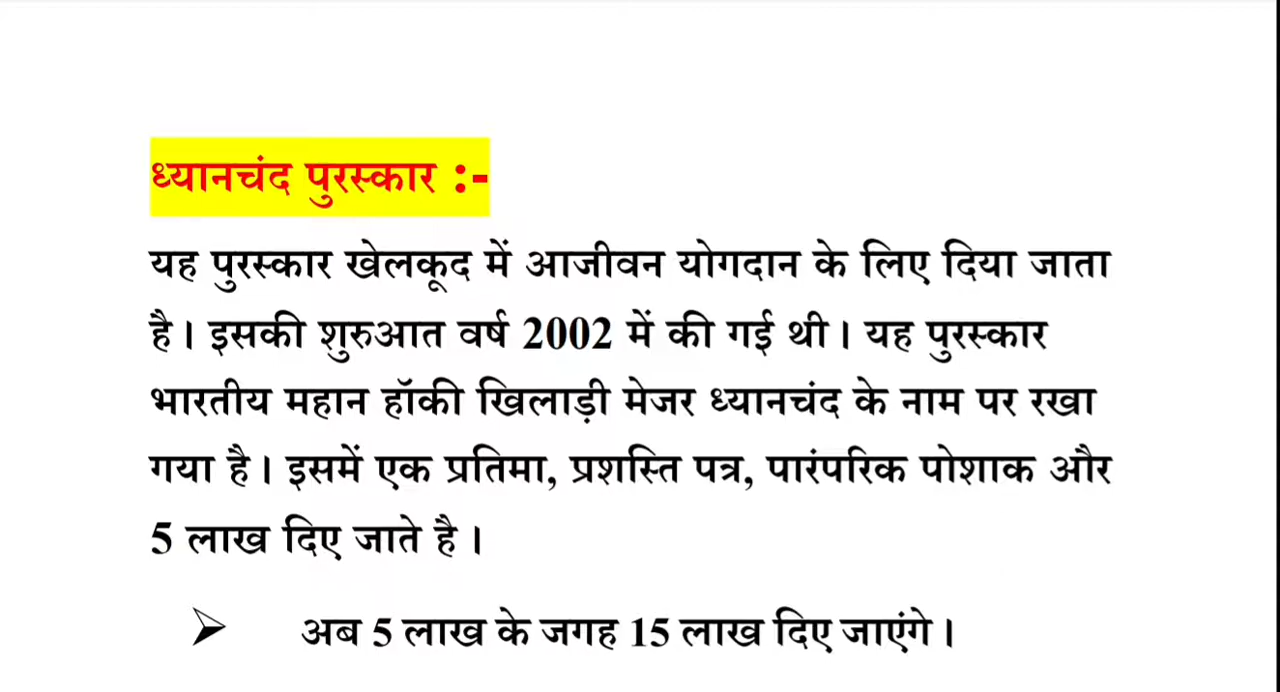 ध्यानचंद पुरस्कार :-
यह पुरस्कार खेलकूद में आजीवन योगदान के लिए दिया जाता
है। इसकी शुरुआत वर्ष 2002 में की गई थी। यह पुरस्कार
भारतीय महान हॉकी खिलाड़ी मेजर ध्यानचंद के नाम पर रखा
गया है। इसमें एक प्रतिमा, प्रशस्ति पत्र, पारंपरिक पोशाक और
5 लाख दिए जाते है।
➢ अब 5 लाख के जगह 15 लाख दिए जाएंगे।